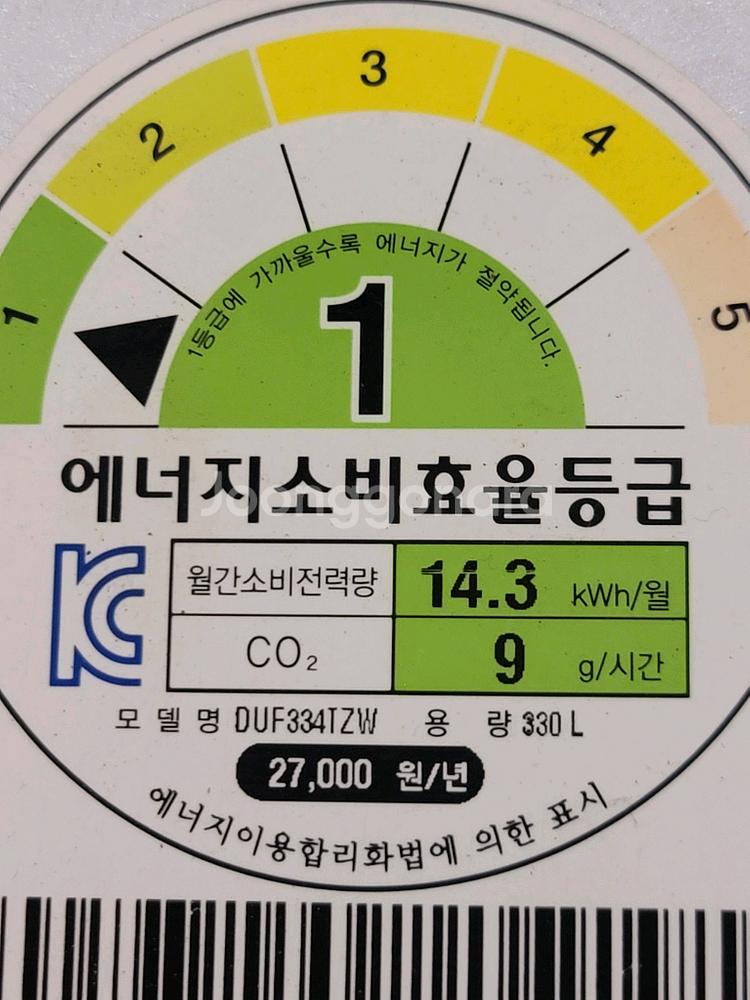 1 2 3 4 5
1등급에 가까울수록 에너지가 절약됩니다.
1
에너지소비효율등급
Joonggonara
KC
월간소비전력량 14.3 kWh/월
CO₂ 9 g/시간
모델명 DUF334TZW 용량 330 L
27,000 원/년
에너지이용합리화법에 의한 표시